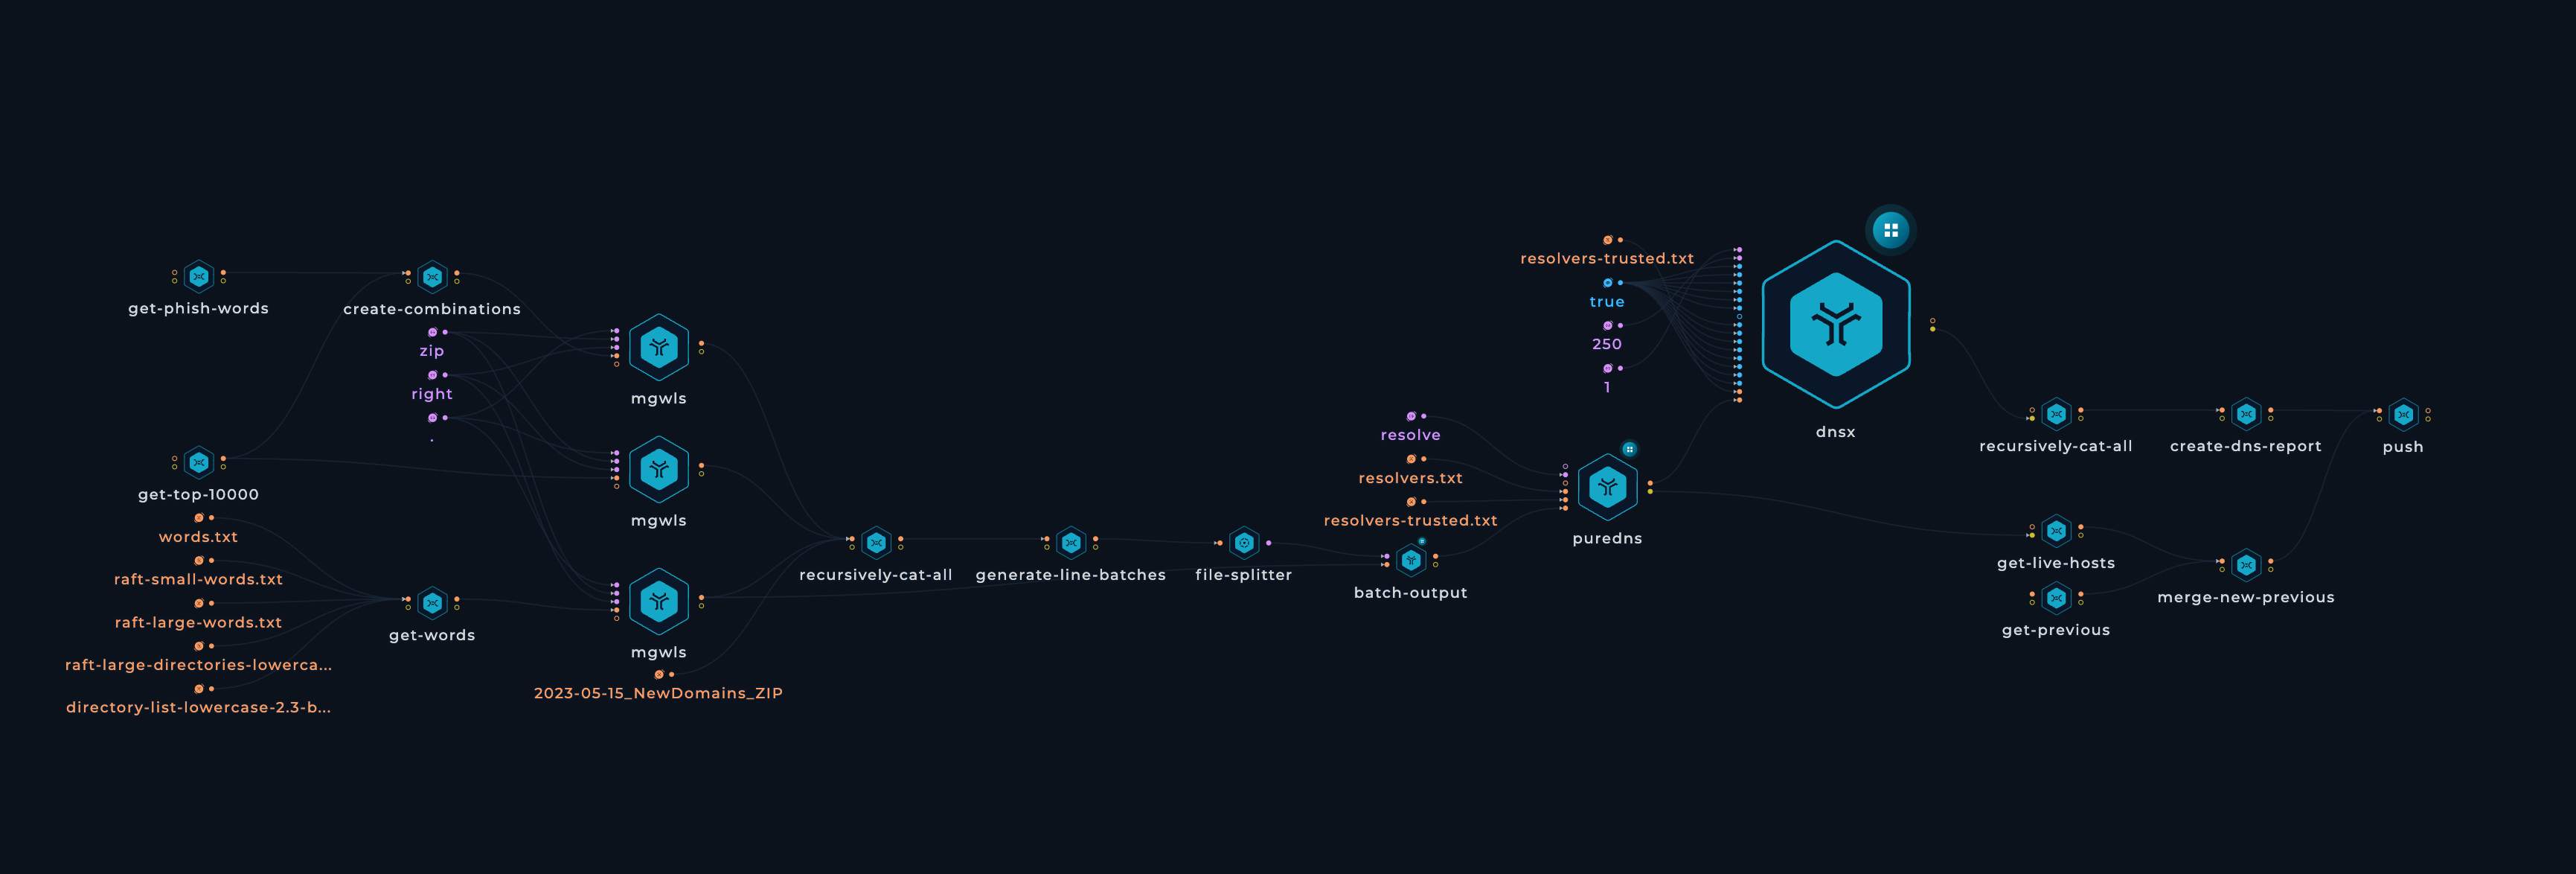 get-phish-words
create-combinations
zip
right
.
mgwls
get-top-10000
words.txt
raft-small-words.txt
raft-large-words.txt
raft-large-directories-lowerca...
directory-list-lowercase-2.3-b...
get-words
mgwls
mgwls
2023-05-15_NewDomains_ZIP
recursively-cat-all
generate-line-batches
file-splitter
batch-output
resolve
resolvers.txt
resolvers-trusted.txt
puredns
resolvers-trusted.txt
true
250
1
dnsx
recursively-cat-all
create-dns-report
push
get-live-hosts
get-previous
merge-new-previous